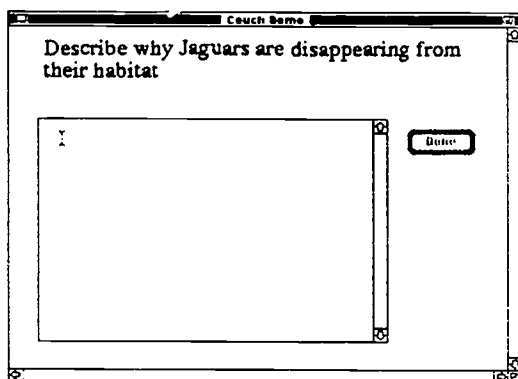 Couch Demo
Describe why Jaguars are disappearing from
their habitat
Done